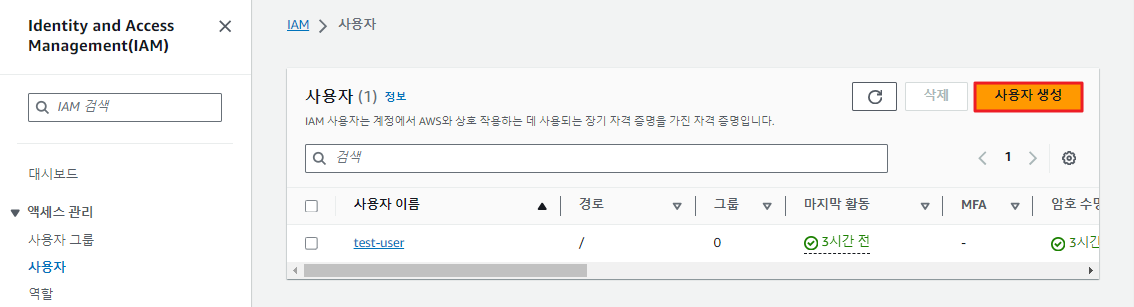 Identity and Access
Management(IAM)
IAM 검색
대시보드
액세스 관리
사용자 그룹
사용자
역할
IAM
사용자
사용자 (1) 정보
삭제
사용자 생성
IAM 사용자는 계정에서 AWS와 상호 작용하는 데 사용되는 장기 자격 증명을 가진 자격 증명입니다.
검색
1
사용자 이름 경로 그룹 마지막 활동 MFA 암호 수명
test-user / 0 3시간 전 - 3시간